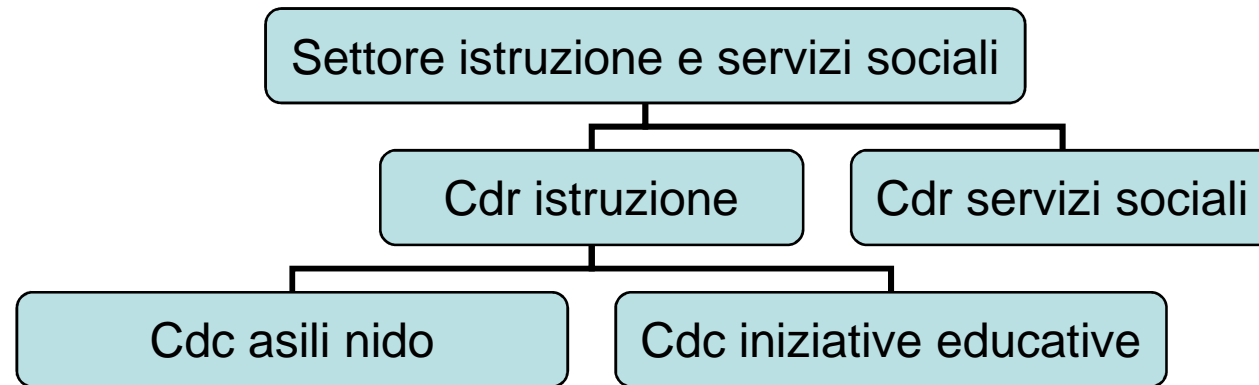 Settore istruzione e servizi sociali
Cdr istruzione
Cdr servizi sociali
Cdc asili nido
Cdc iniziative educative